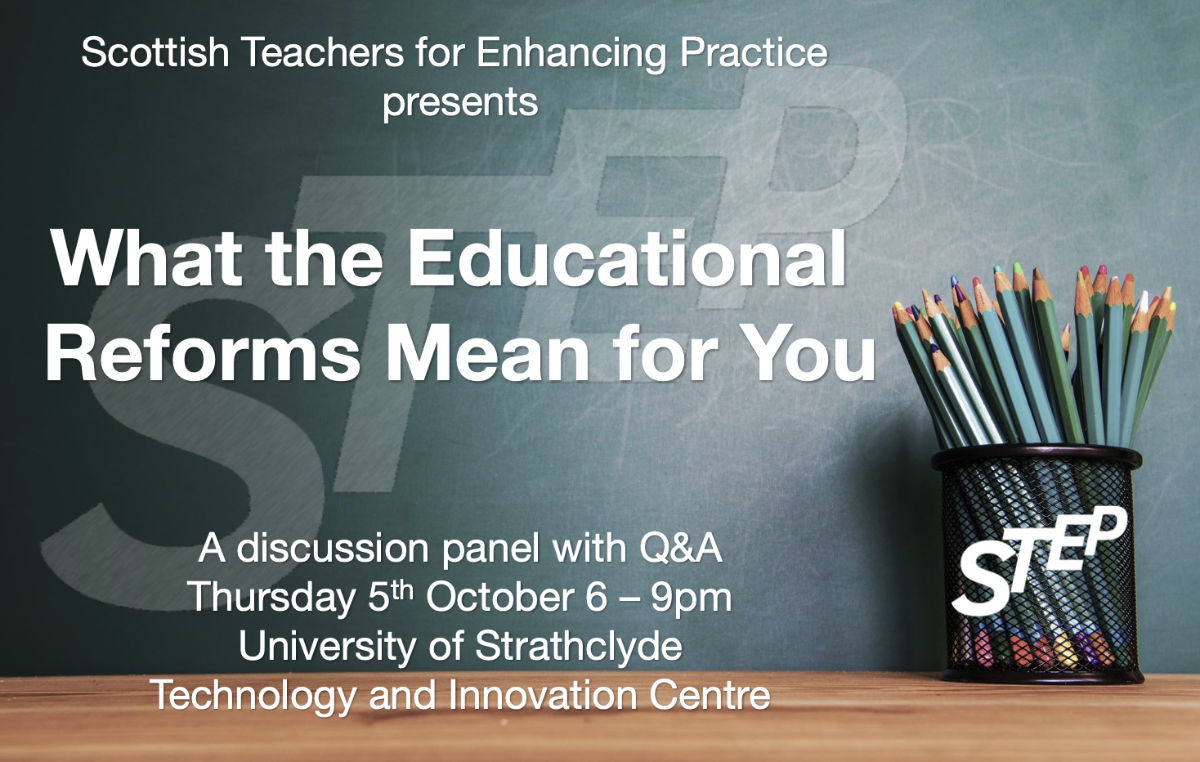 Scottish Teachers for Enhancing Practice
presents
STEP
What the Educational
Reforms Mean for You
A discussion panel with Q&A
Thursday 5th October 6 – 9pm
University of Strathclyde
Technology and Innovation Centre
STEP